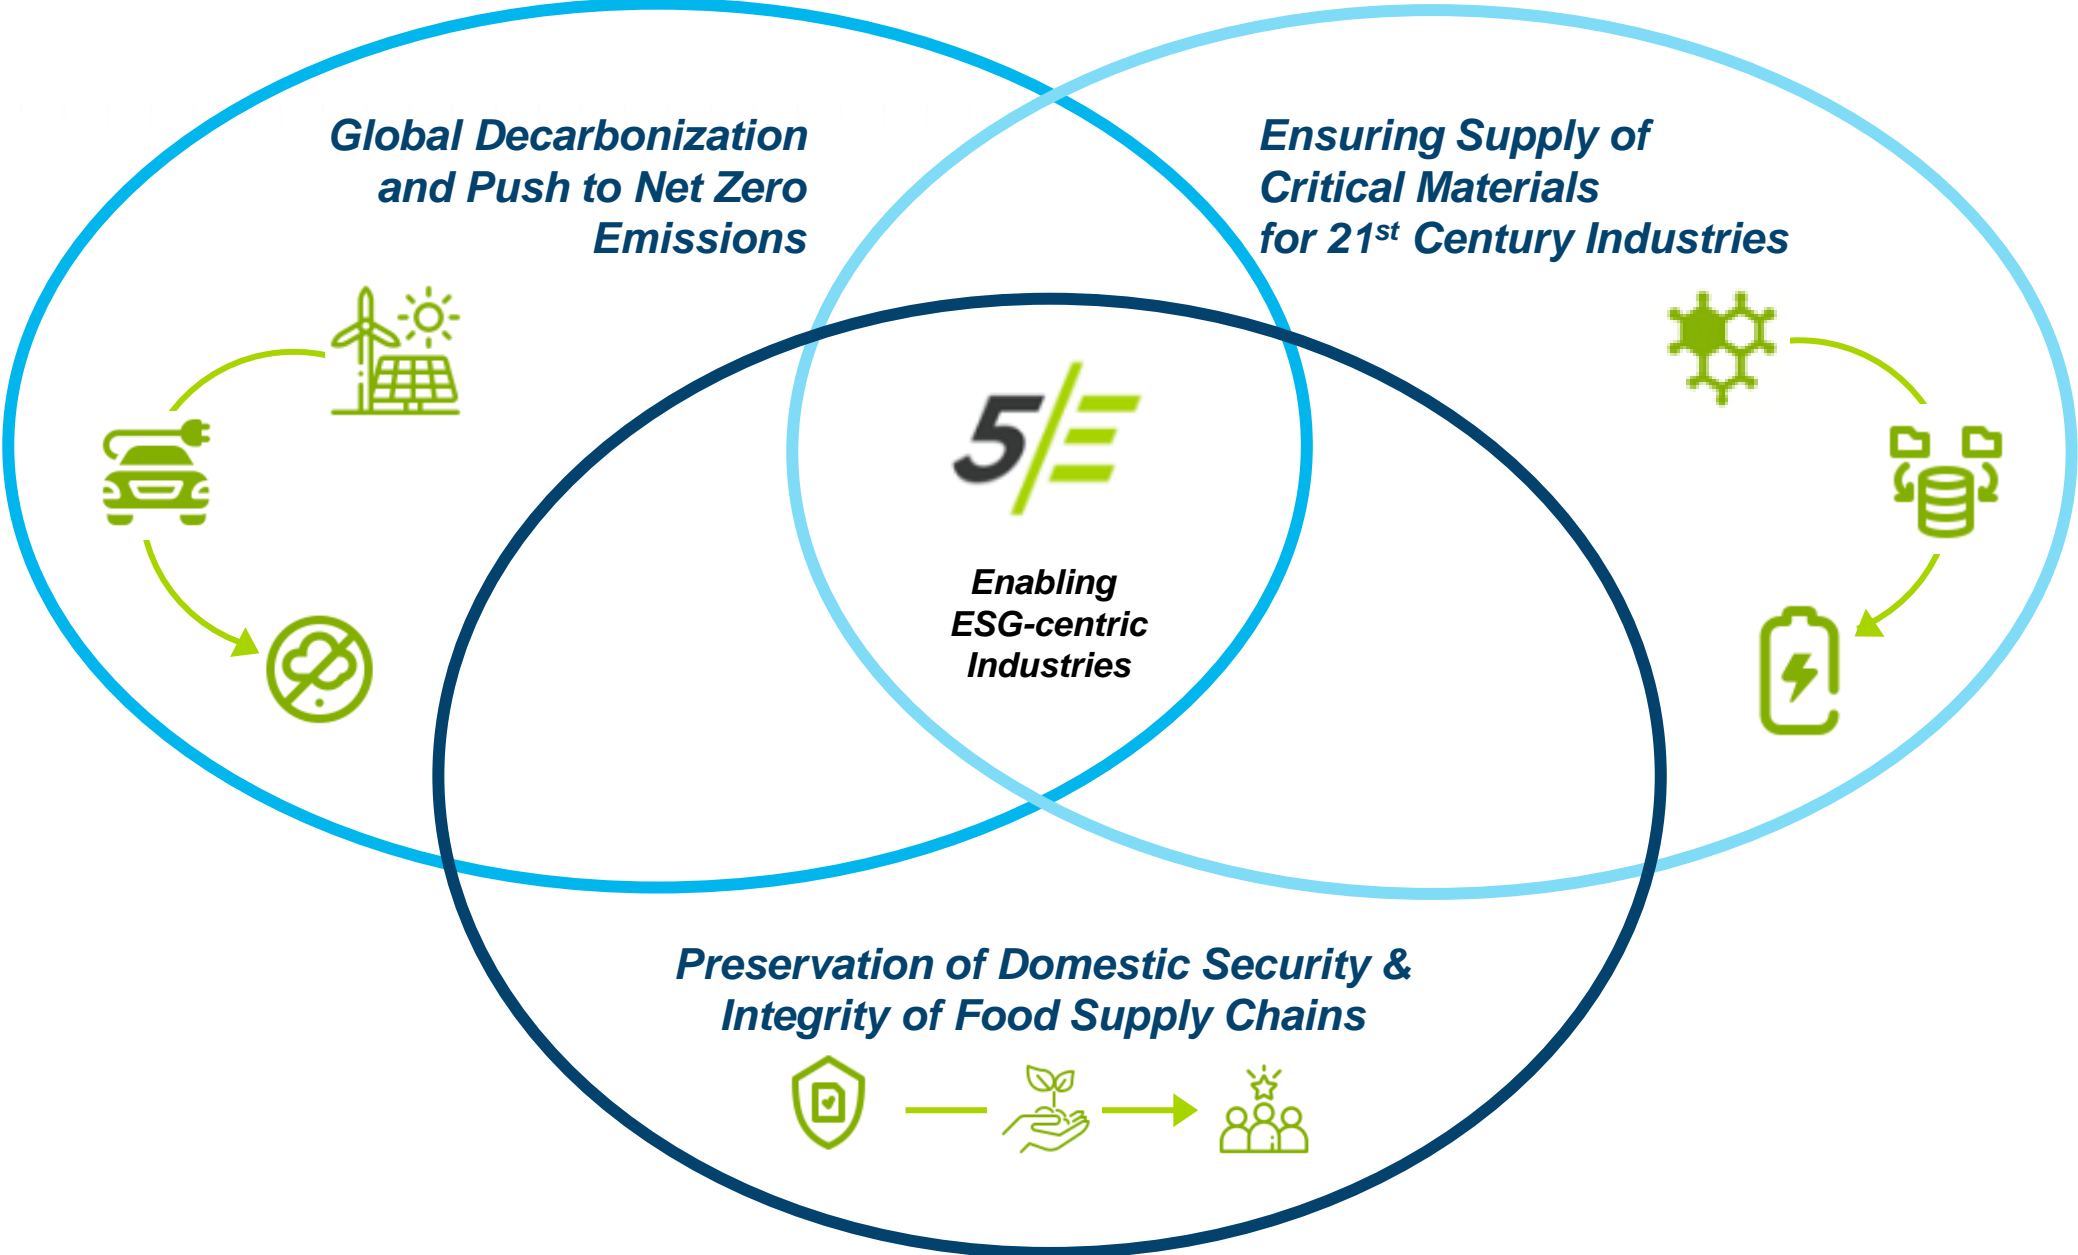 Global Decarbonization
and Push to Net Zero
Emissions
Ensuring Supply of
Critical Materials
for 21st Century Industries
5/E
Enabling
ESG-centric
Industries
Preservation of Domestic Security &
Integrity of Food Supply Chains